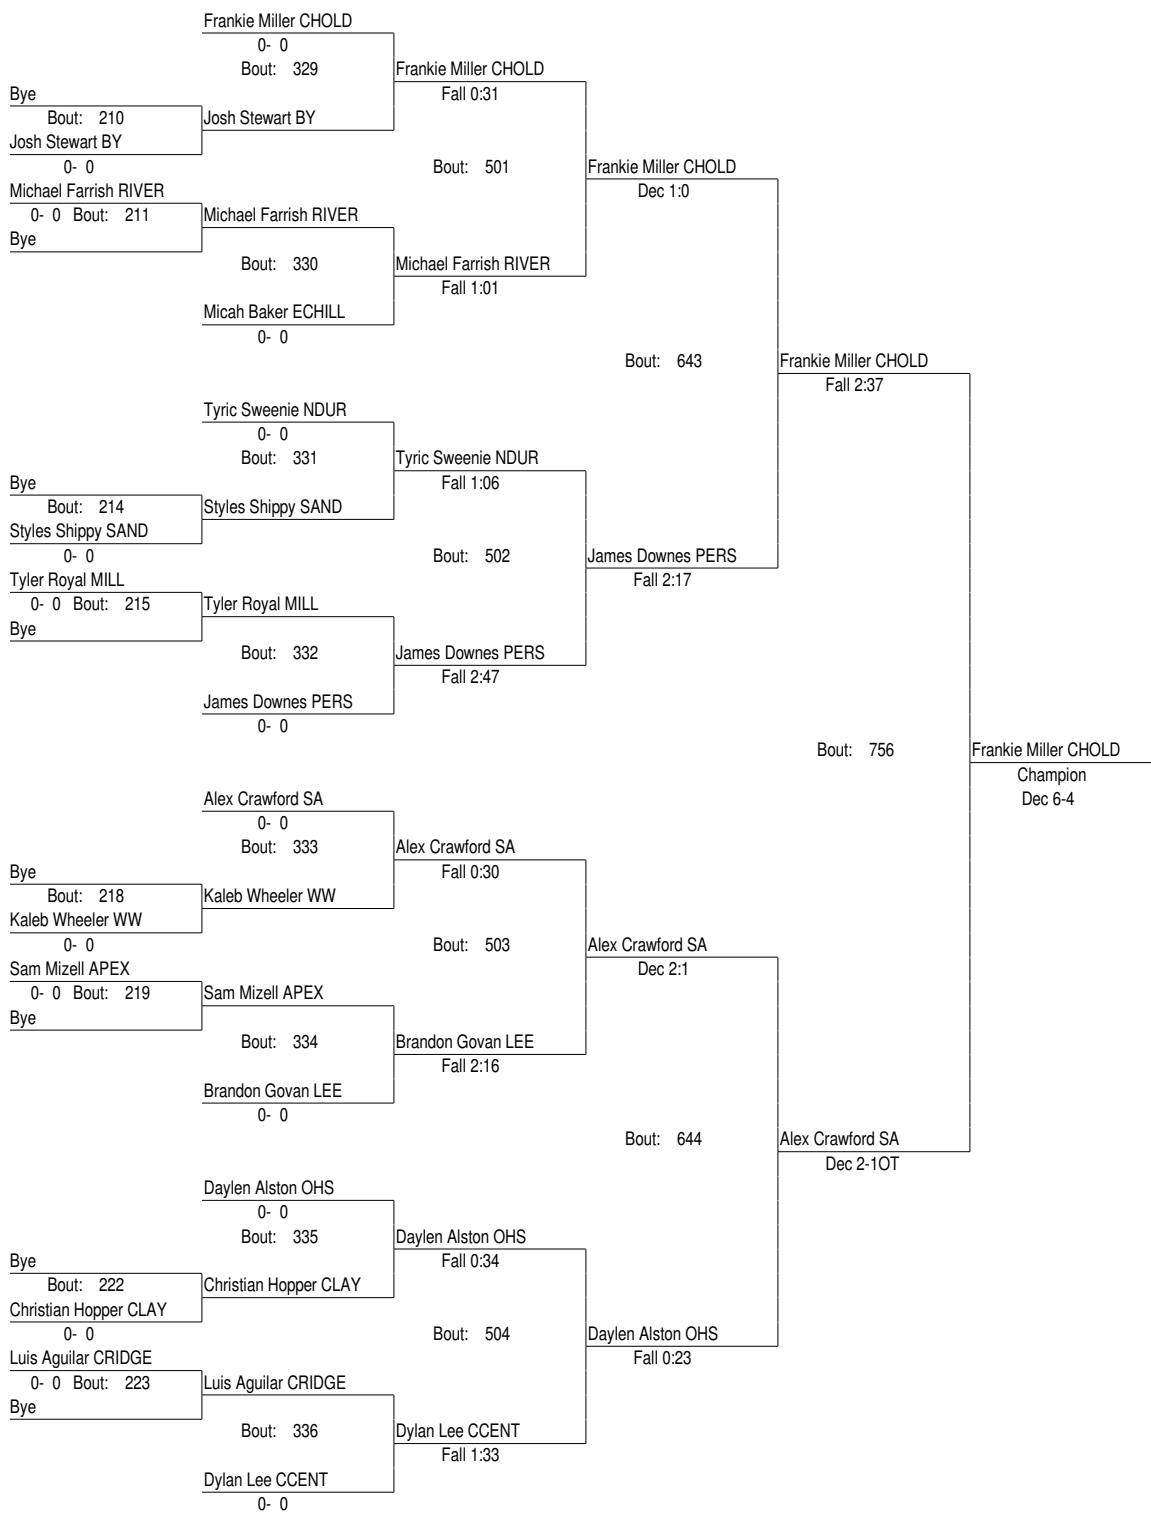 Frankie Miller CHOLD
0- 0
Bout: 329
Frankie Miller CHOLD
Fall 0:31
Bye
Bout: 210
Josh Stewart BY
Josh Stewart BY
0- 0
Bout: 501
Frankie Miller CHOLD
Dec 1:0
Michael Farrish RIVER
0- 0 Bout: 211
Michael Farrish RIVER
Bye
Bout: 330
Michael Farrish RIVER
Fall 1:01
Micah Baker ECHILL
0- 0
Bout: 643
Frankie Miller CHOLD
Fall 2:37
Tyric Sweenie NDUR
0- 0
Bout: 331
Tyric Sweenie NDUR
Fall 1:06
Bye
Bout: 214
Styles Shippy SAND
Styles Shippy SAND
0- 0
Bout: 502
James Downes PERS
Fall 2:17
Tyler Royal MILL
0- 0 Bout: 215
Tyler Royal MILL
Bye
Bout: 332
James Downes PERS
Fall 2:47
James Downes PERS
0- 0
Bout: 756
Frankie Miller CHOLD
Champion
Dec 6-4
Alex Crawford SA
0- 0
Bout: 333
Alex Crawford SA
Fall 0:30
Bye
Bout: 218
Kaleb Wheeler WW
Kaleb Wheeler WW
0- 0
Bout: 503
Alex Crawford SA
Dec 2:1
Sam Mizell APEX
0- 0 Bout: 219
Sam Mizell APEX
Bye
Bout: 334
Brandon Govan LEE
Fall 2:16
Brandon Govan LEE
0- 0
Bout: 644
Alex Crawford SA
Dec 2-1OT
Daylen Alston OHS
0- 0
Bout: 335
Daylen Alston OHS
Fall 0:34
Bye
Bout: 222
Christian Hopper CLAY
Christian Hopper CLAY
0- 0
Bout: 504
Daylen Alston OHS
Fall 0:23
Luis Aguilar CRIDGE
0- 0 Bout: 223
Luis Aguilar CRIDGE
Bye
Bout: 336
Dylan Lee CCENT
Fall 1:33
Dylan Lee CCENT
0- 0